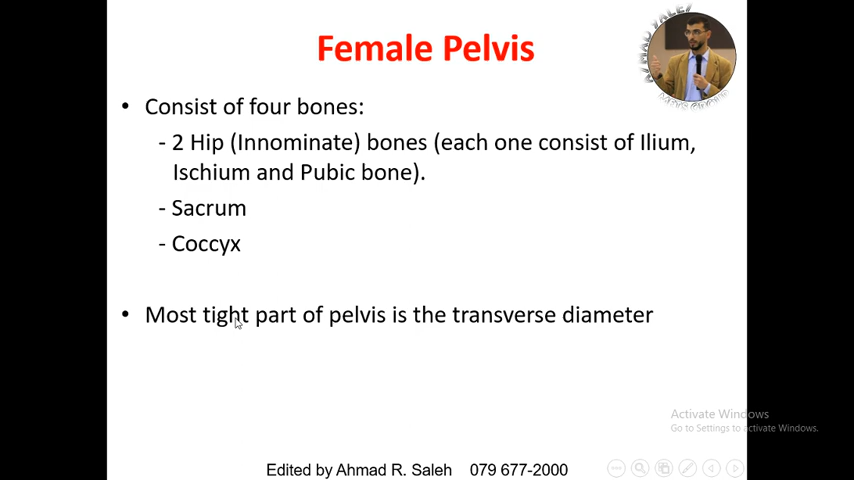 Female Pelvis
• Consist of four bones:
- 2 Hip (Innominate) bones (each one consist of Ilium,
Ischium and Pubic bone).
- Sacrum
- Coccyx
• Most tight part of pelvis is the transverse diameter
Activate Windows
Go to Settings to activate Windows.
Edited by Ahmad R. Saleh 079 677-2000